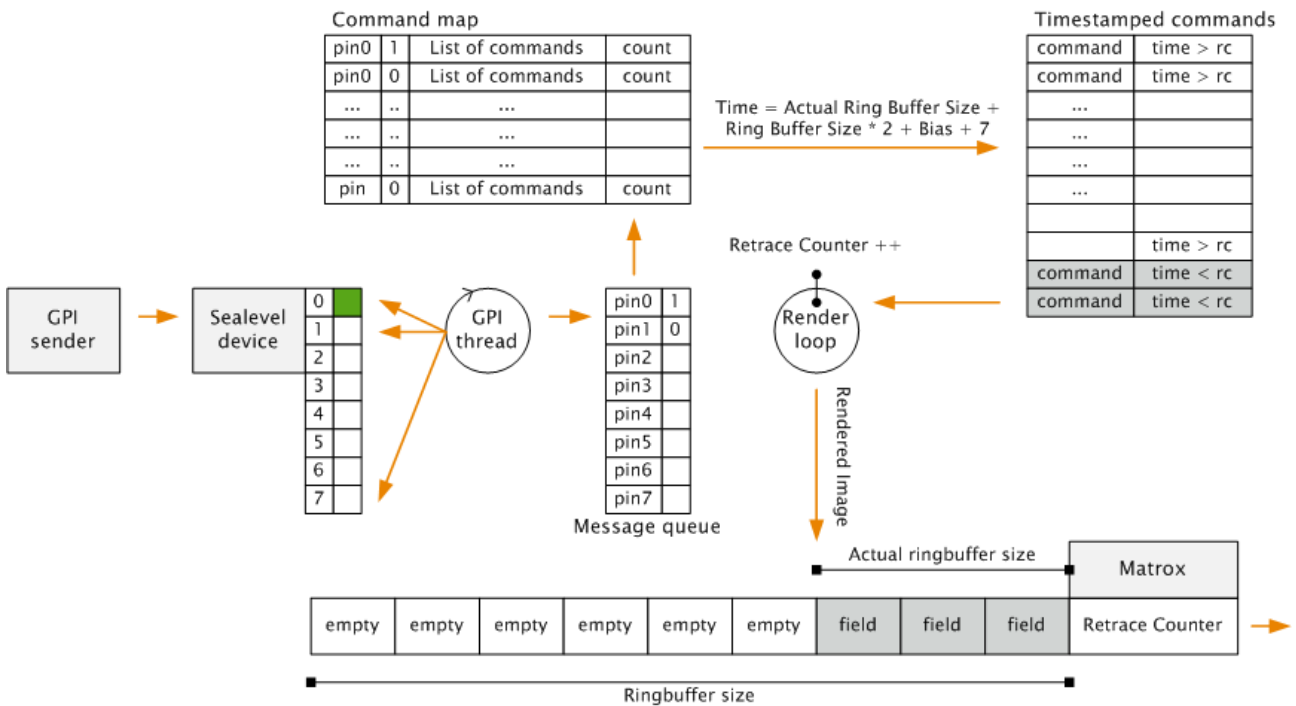 Command map
pin0 1 List of commands count
pin0 0 List of commands count
... .. ...
... .. ...
... .. ...
pin 0 List of commands count
Time = Actual Ring Buffer Size +
Ring Buffer Size * 2 + Bias + 7
Timestamped commands
command time > rc
command time > rc
...
...
...
...
time > rc
command time < rc
command time < rc
Retrace Counter ++
GPI
sender
Sealevel
device
0
1
2
3
4
5
6
7
GPI
thread
pin0 1
pin1 0
pin2
pin3
pin4
pin5
pin6
pin7
Message queue
Render
loop
Rendered Image
Actual ringbuffer size
Matrox
empty empty empty empty empty empty field field field Retrace Counter
Ringbuffer size